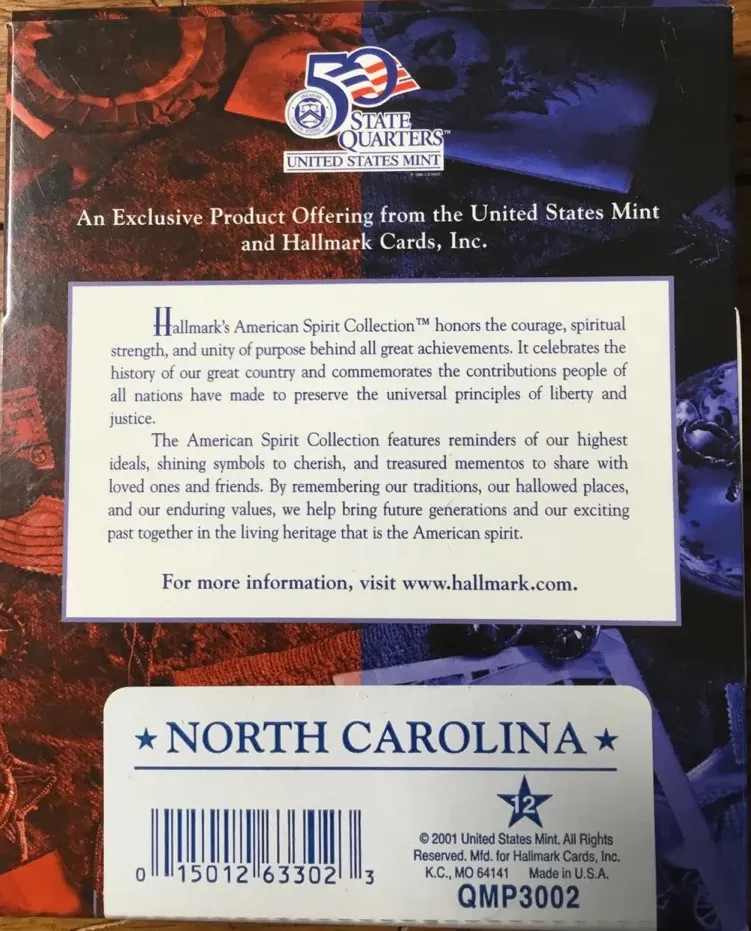 50
STATE
QUARTERS™
UNITED STATES MINT
An Exclusive Product Offering from the United States Mint
and Hallmark Cards, Inc.
Hallmark's American Spirit Collection™ honors the courage, spiritual
strength, and unity of purpose behind all great achievements. It celebrates the
history of our great country and commemorates the contributions people of
all nations have made to preserve the universal principles of liberty and
justice.
The American Spirit Collection features reminders of our highest
ideals, shining symbols to cherish, and treasured mementos to share with
loved ones and friends. By remembering our traditions, our hallowed places,
and our enduring values, we help bring future generations and our exciting
past together in the living heritage that is the American spirit.
For more information, visit www.hallmark.com.
★ NORTH CAROLINA ★
12
© 2001 United States Mint. All Rights
Reserved. Mfd. for Hallmark Cards, Inc.
K.C., MO 64141 Made in U.S.A.
QMP3002
0 15012 63302 3